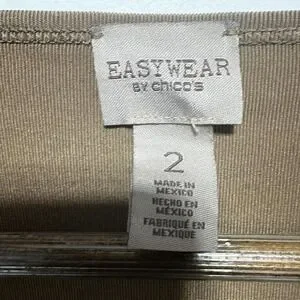 EASYWEAR
BY chico's
2
MADE IN
MEXICO
HECHO EN
MÉXICO
FABRIQUÉ EN
MEXIQUE